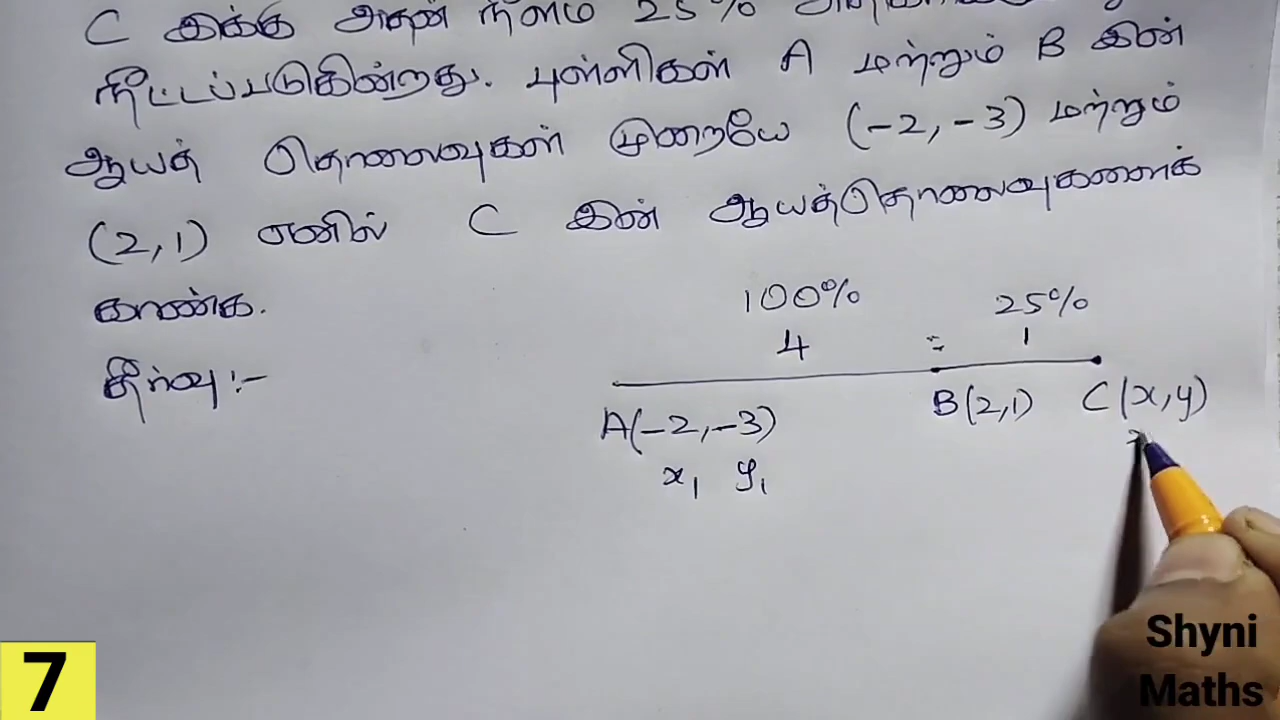 C இக்கு அதன் நீளம் 25%
நீட்டப்படுகின்றது. புள்ளிகள் A மற்றும் B இன்
ஆயத் தொலைவுகள் முறையே (-2,-3) மற்றும்
(2,1) எனில் C இன் ஆயத்தொலைவுகளைக்
காண்க.
100% 25%
4 : 1
தீர்வு :-
A(-2,-3) B(2,1) C(x,y)
x₁ y₁
Shyni
Maths
7